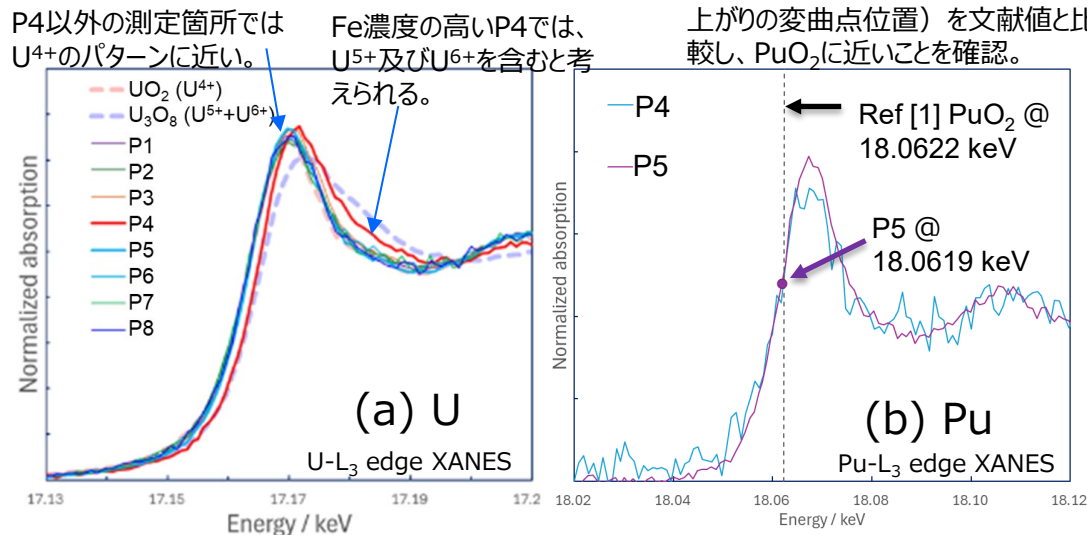 P4以外の測定箇所では
U⁴⁺のパターンに近い。
Fe濃度の高いP4では、
U⁵⁺及びU⁶⁺を含むと考
えられる。
上がりの変曲点位置）を文献値と比
較し、PuO₂に近いことを確認。
UO₂ (U⁴⁺)
U₃O₈ (U⁵⁺+U⁶⁺)
P1
P2
P3
P4
P5
P6
P7
P8
Normalized absorption
(a) U
U-L₃ edge XANES
17.13
17.15
17.17
17.19
17.2
Energy / keV
P4
P5
Ref [1] PuO₂ @
18.0622 keV
P5 @
18.0619 keV
Normalized absorption
(b) Pu
Pu-L₃ edge XANES
18.02
18.04
18.06
18.08
18.10
18.12
Energy / keV